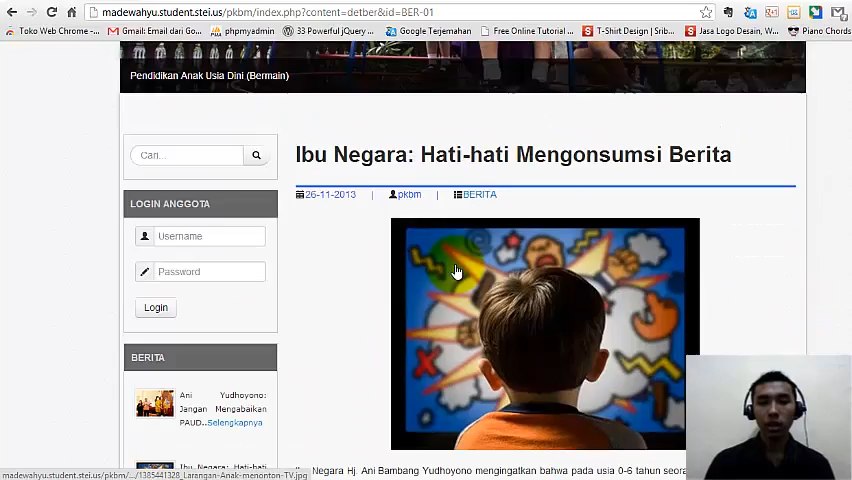 madewahyu.student.stei.us/pkbm/index.php?content=detber&id=BER-01
Toko Web Chrome -...
Gmail: Email dari Go...
phpmyadmin
33 Powerful jQuery ...
Google Terjemahan
Free Online Tutorial ...
T-Shirt Design | Srib...
Jasa Logo Desain, W...
Piano Chords
Pendidikan Anak Usia Dini (Bermain)
Cari...
LOGIN ANGGOTA
Username
Password
Login
BERITA
Ani Yudhoyono:
Jangan Mengabaikan
PAUD..Selengkapnya
Ibu Negara: Hati-hati
Ibu Negara: Hati-hati Mengonsumsi Berita
26-11-2013 | pkbm | BERITA
Negara Hj. Ani Bambang Yudhoyono mengingatkan bahwa pada usia 0-6 tahun seora
madewahyu.student.stei.us/pkbm/.../1385441328_Larangan-Anak-menonton-TV.jpg